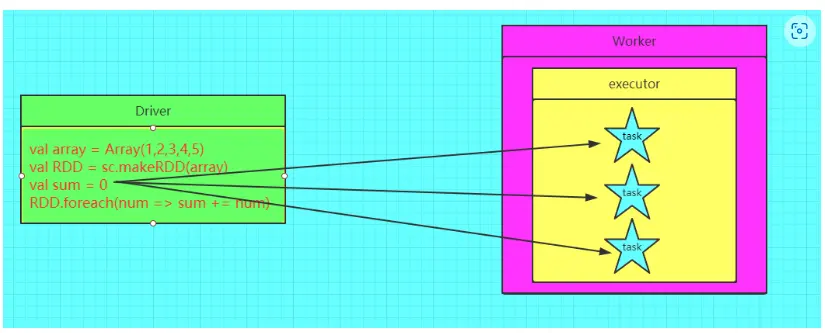 Driver
val array = Array(1,2,3,4,5)
val RDD = sc.makeRDD(array)
val sum = 0
RDD.foreach(num => sum += num)
Worker
executor
task
task
task